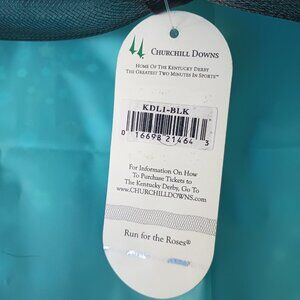 CHURCHILL DOWNS
HOME OF THE KENTUCKY DERBY
THE GREATEST TWO MINUTES IN SPORTS™
KDL1-BLK
0 16698 21464 3
For Information On How
To Purchase Tickets to
The Kentucky Derby, Go To
www.CHURCHILLDOWNS.com
Run for the Roses®